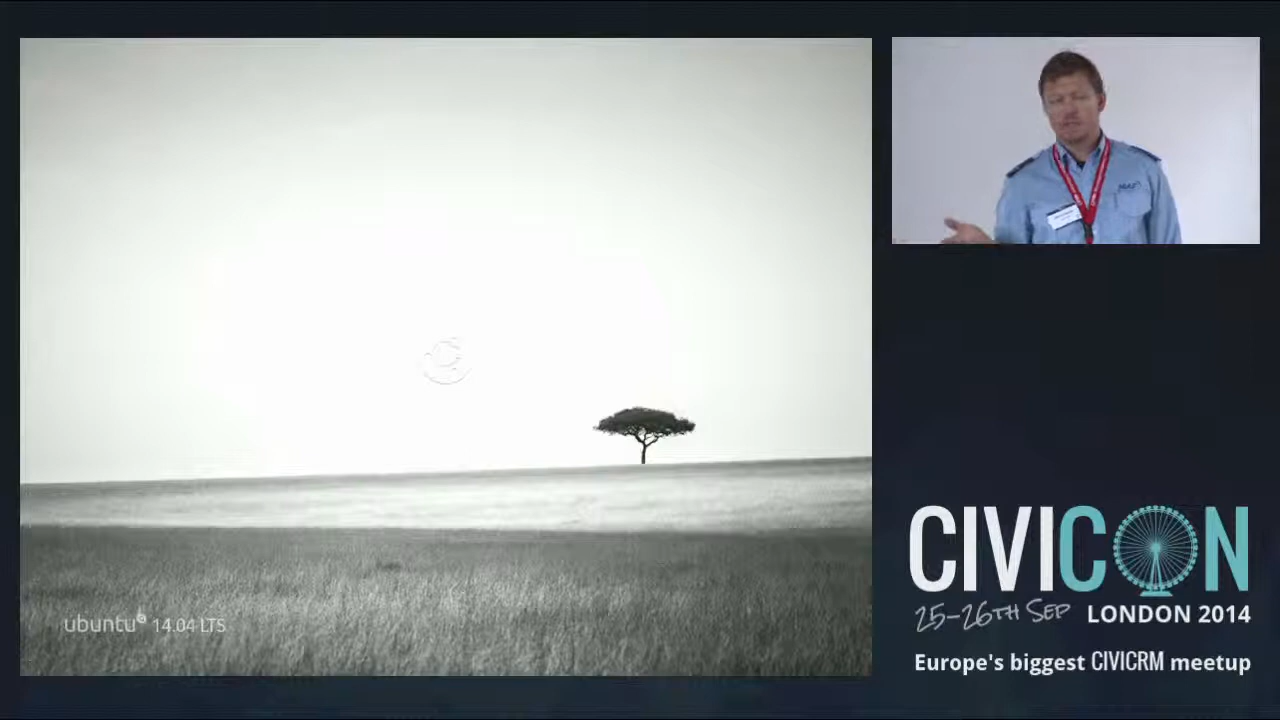 ubuntu 14.04 LTS
CIVICON
25-26TH SEP LONDON 2014
Europe's biggest CIVICRM meetup